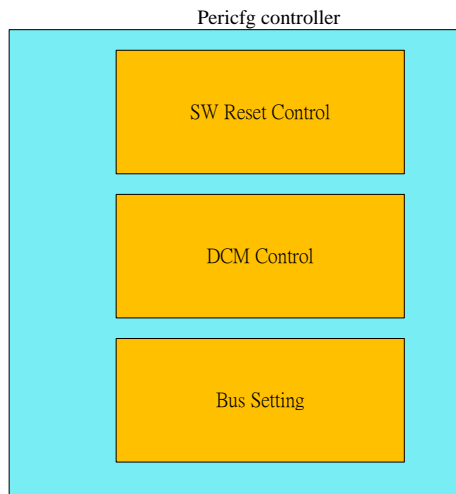 Pericfg controller
SW Reset Control
DCM Control
Bus Setting